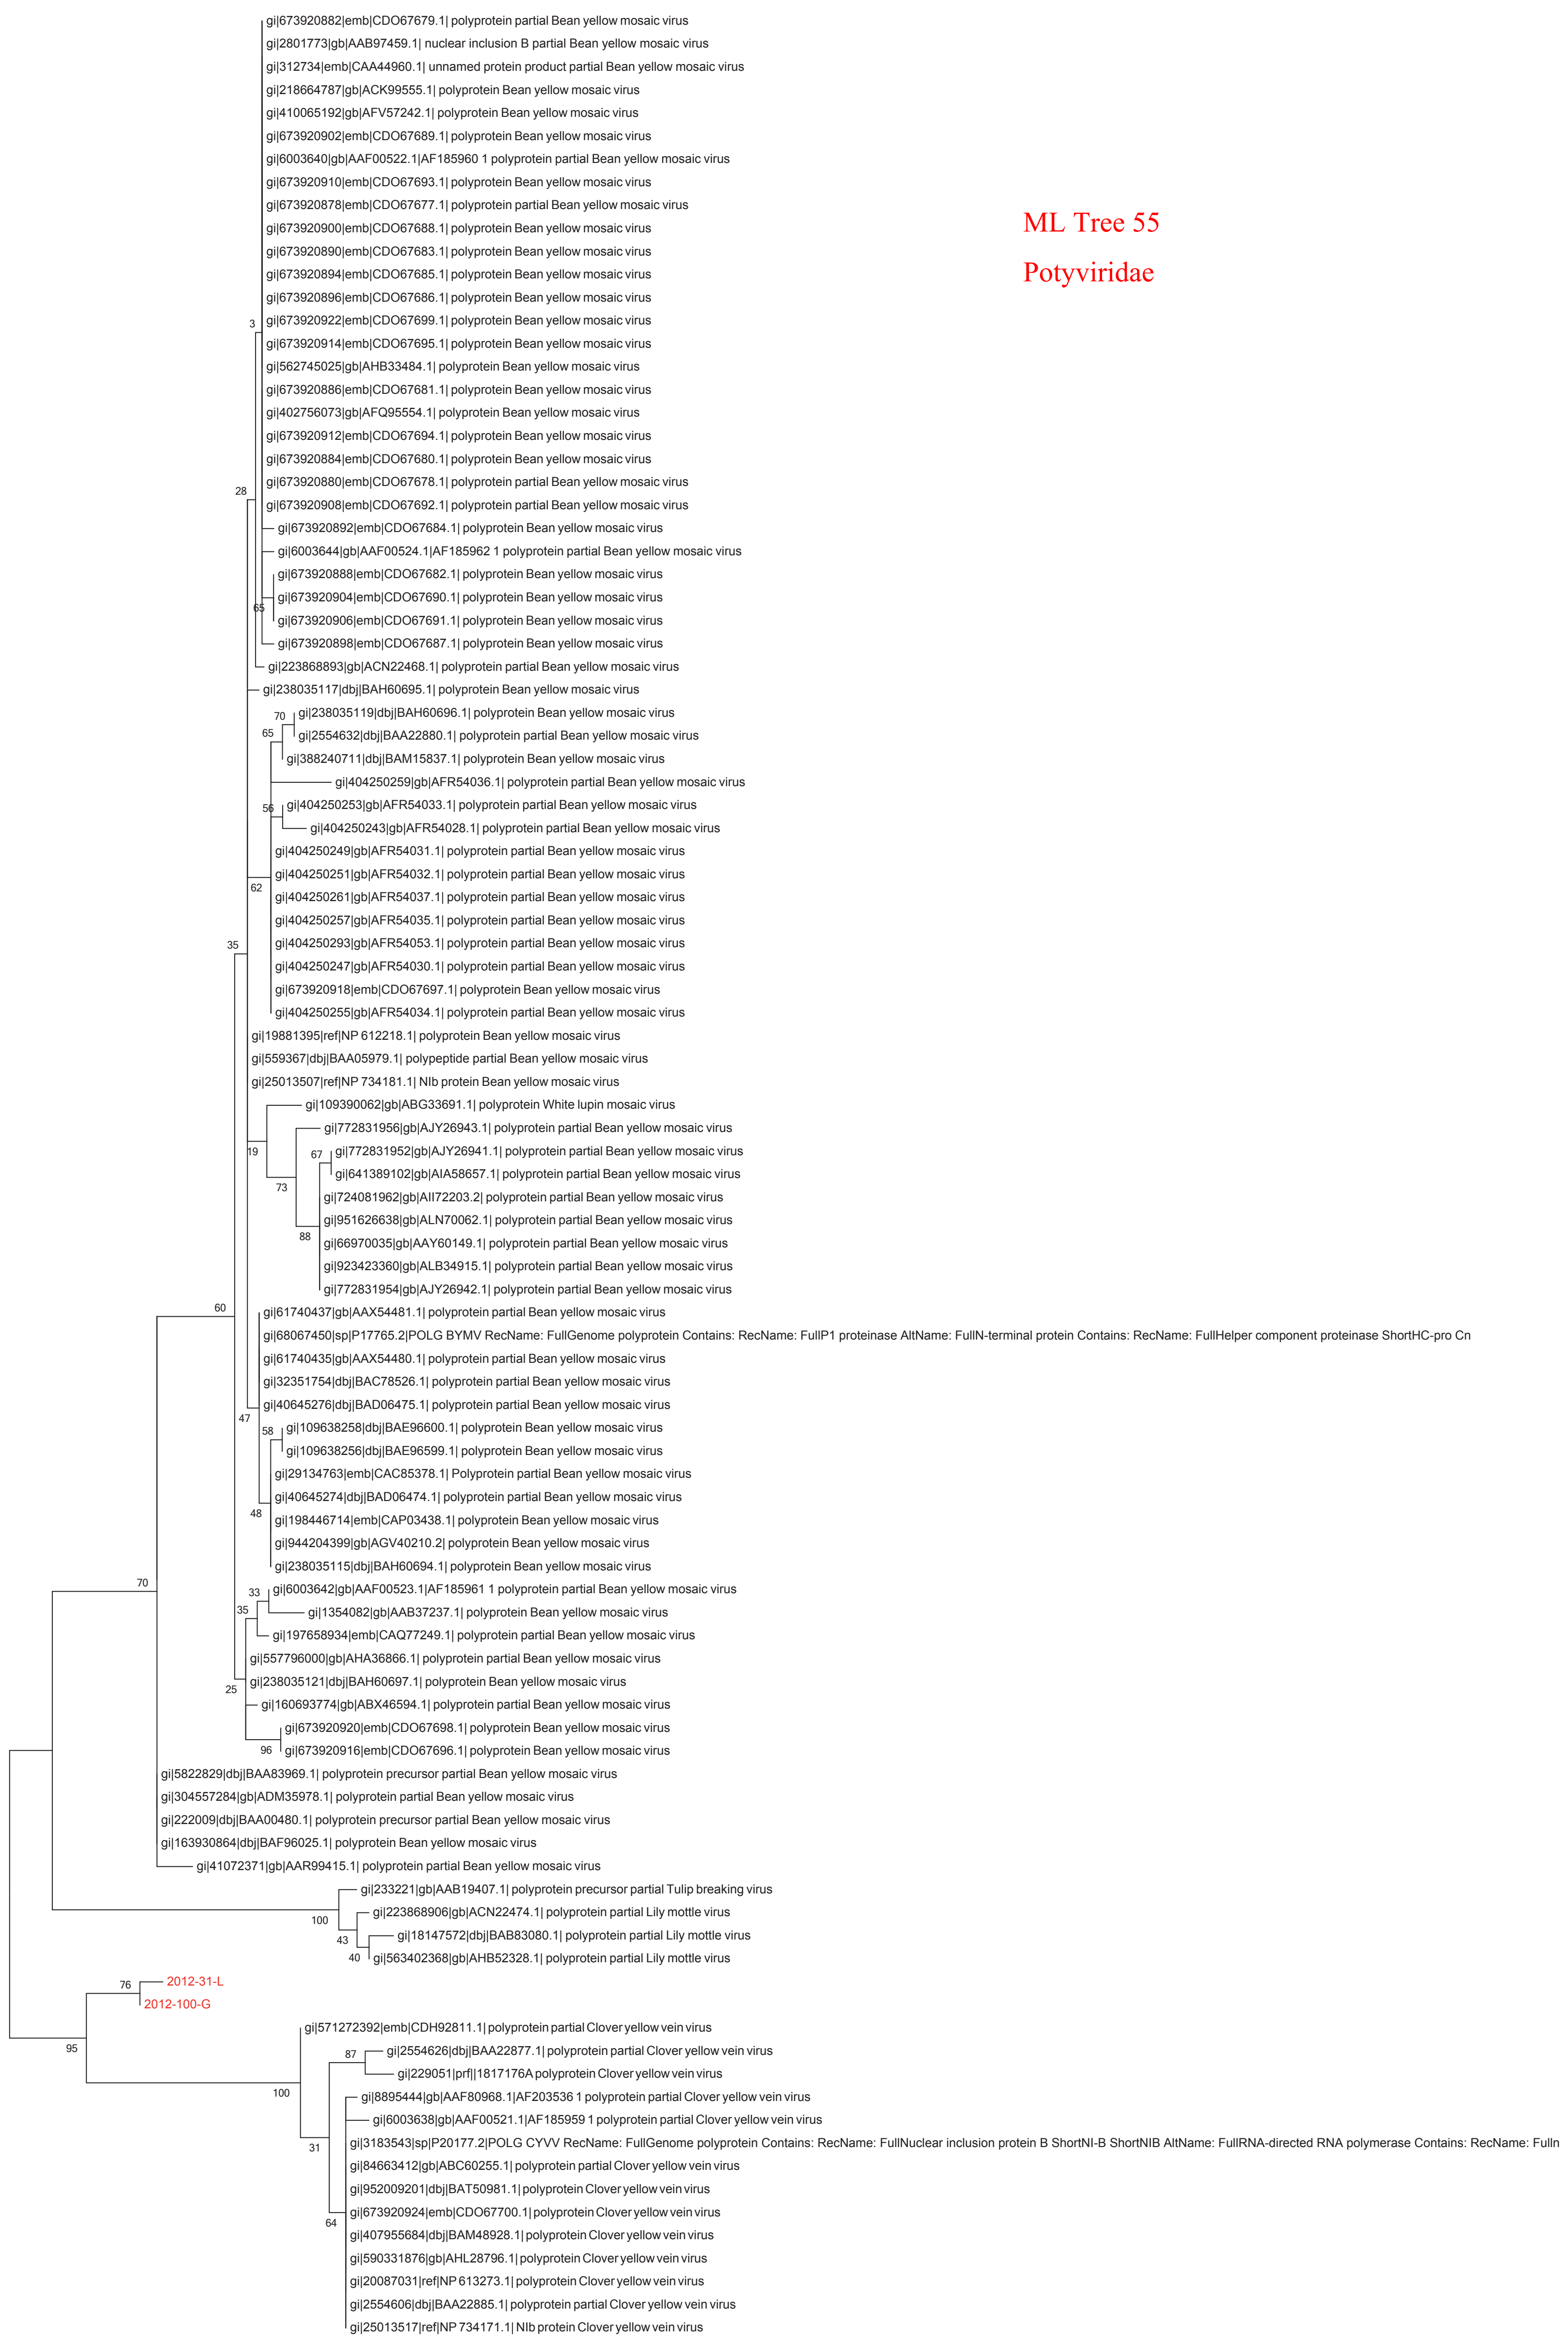 gi|673920882|emb|CDO67679.1| polyprotein partial Bean yellow mosaic virus
gi|2801773|gb|AAB97459.1| nuclear inclusion B partial Bean yellow mosaic virus
gi|312734|emb|CAA44960.1| unnamed protein product partial Bean yellow mosaic virus
gi|218664787|gb|ACK99555.1| polyprotein Bean yellow mosaic virus
gi|410065192|gb|AFV57242.1| polyprotein Bean yellow mosaic virus
gi|673920902|emb|CDO67689.1| polyprotein Bean yellow mosaic virus
gi|6003640|gb|AAF00522.1|AF185960 1 polyprotein partial Bean yellow mosaic virus
gi|673920910|emb|CDO67693.1| polyprotein Bean yellow mosaic virus
gi|673920878|emb|CDO67677.1| polyprotein partial Bean yellow mosaic virus
ML Tree 55
gi|673920900|emb|CDO67688.1| polyprotein Bean yellow mosaic virus
gi|673920890|emb|CDO67683.1| polyprotein Bean yellow mosaic virus
Potyviridae
gi|673920894|emb|CDO67685.1| polyprotein Bean yellow mosaic virus
gi|673920896|emb|CDO67686.1| polyprotein Bean yellow mosaic virus
gi|673920922|emb|CDO67699.1| polyprotein Bean yellow mosaic virus
3
gi|673920914|emb|CDO67695.1| polyprotein Bean yellow mosaic virus
gi|562745025|gb|AHB33484.1| polyprotein Bean yellow mosaic virus
gi|673920886|emb|CDO67681.1| polyprotein Bean yellow mosaic virus
gi|402756073|gb|AFQ95554.1| polyprotein Bean yellow mosaic virus
gi|673920912|emb|CDO67694.1| polyprotein Bean yellow mosaic virus
gi|673920884|emb|CDO67680.1| polyprotein Bean yellow mosaic virus
gi|673920880|emb|CDO67678.1| polyprotein partial Bean yellow mosaic virus
28
gi|673920908|emb|CDO67692.1| polyprotein partial Bean yellow mosaic virus
gi|673920892|emb|CDO67684.1| polyprotein Bean yellow mosaic virus
gi|6003644|gb|AAF00524.1|AF185962 1 polyprotein partial Bean yellow mosaic virus
gi|673920888|emb|CDO67682.1| polyprotein Bean yellow mosaic virus
gi|673920904|emb|CDO67690.1| polyprotein Bean yellow mosaic virus
65
gi|673920906|emb|CDO67691.1| polyprotein Bean yellow mosaic virus
gi|673920898|emb|CDO67687.1| polyprotein Bean yellow mosaic virus
gi|223868893|gb|ACN22468.1| polyprotein partial Bean yellow mosaic virus
gi|238035117|dbj|BAH60695.1| polyprotein Bean yellow mosaic virus
70
gi|238035119|dbj|BAH60696.1| polyprotein Bean yellow mosaic virus
65
gi|2554632|dbj|BAA22880.1| polyprotein partial Bean yellow mosaic virus
gi|388240711|dbj|BAM15837.1| polyprotein Bean yellow mosaic virus
gi|404250259|gb|AFR54036.1| polyprotein partial Bean yellow mosaic virus
56
gi|404250253|gb|AFR54033.1| polyprotein partial Bean yellow mosaic virus
gi|404250243|gb|AFR54028.1| polyprotein partial Bean yellow mosaic virus
gi|404250249|gb|AFR54031.1| polyprotein partial Bean yellow mosaic virus
gi|404250251|gb|AFR54032.1| polyprotein partial Bean yellow mosaic virus
62
gi|404250261|gb|AFR54037.1| polyprotein partial Bean yellow mosaic virus
gi|404250257|gb|AFR54035.1| polyprotein partial Bean yellow mosaic virus
35
gi|404250293|gb|AFR54053.1| polyprotein partial Bean yellow mosaic virus
gi|404250247|gb|AFR54030.1| polyprotein partial Bean yellow mosaic virus
gi|673920918|emb|CDO67697.1| polyprotein Bean yellow mosaic virus
gi|404250255|gb|AFR54034.1| polyprotein partial Bean yellow mosaic virus
gi|19881395|ref|NP 612218.1| polyprotein Bean yellow mosaic virus
gi|559367|dbj|BAA05979.1| polypeptide partial Bean yellow mosaic virus
gi|25013507|ref|NP 734181.1| NIb protein Bean yellow mosaic virus
gi|109390062|gb|ABG33691.1| polyprotein White lupin mosaic virus
gi|772831956|gb|AJY26943.1| polyprotein partial Bean yellow mosaic virus
19
67
gi|772831952|gb|AJY26941.1| polyprotein partial Bean yellow mosaic virus
gi|641389102|gb|AIA58657.1| polyprotein partial Bean yellow mosaic virus
73
gi|724081962|gb|AII72203.2| polyprotein partial Bean yellow mosaic virus
gi|951626638|gb|ALN70062.1| polyprotein partial Bean yellow mosaic virus
88
gi|66970035|gb|AAY60149.1| polyprotein partial Bean yellow mosaic virus
gi|923423360|gb|ALB34915.1| polyprotein partial Bean yellow mosaic virus
gi|772831954|gb|AJY26942.1| polyprotein partial Bean yellow mosaic virus
60
gi|61740437|gb|AAX54481.1| polyprotein partial Bean yellow mosaic virus
gi|68067450|sp|P17765.2|POLG BYMV RecName: FullGenome polyprotein Contains: RecName: FullP1 proteinase AltName: FullN-terminal protein Contains: RecName: FullHelper component proteinase ShortHC-pro Cn
gi|61740435|gb|AAX54480.1| polyprotein partial Bean yellow mosaic virus
gi|32351754|dbj|BAC78526.1| polyprotein partial Bean yellow mosaic virus
gi|40645276|dbj|BAD06475.1| polyprotein partial Bean yellow mosaic virus
47
58
gi|109638258|dbj|BAE96600.1| polyprotein Bean yellow mosaic virus
gi|109638256|dbj|BAE96599.1| polyprotein Bean yellow mosaic virus
gi|29134763|emb|CAC85378.1| Polyprotein partial Bean yellow mosaic virus
gi|40645274|dbj|BAD06474.1| polyprotein partial Bean yellow mosaic virus
48
gi|198446714|emb|CAP03438.1| polyprotein Bean yellow mosaic virus
gi|944204399|gb|AGV40210.2| polyprotein Bean yellow mosaic virus
gi|238035115|dbj|BAH60694.1| polyprotein Bean yellow mosaic virus
70
33
gi|6003642|gb|AAF00523.1|AF185961 1 polyprotein partial Bean yellow mosaic virus
35
gi|1354082|gb|AAB37237.1| polyprotein Bean yellow mosaic virus
gi|197658934|emb|CAQ77249.1| polyprotein partial Bean yellow mosaic virus
gi|557796000|gb|AHA36866.1| polyprotein partial Bean yellow mosaic virus
gi|238035121|dbj|BAH60697.1| polyprotein Bean yellow mosaic virus
25
gi|160693774|gb|ABX46594.1| polyprotein partial Bean yellow mosaic virus
gi|673920920|emb|CDO67698.1| polyprotein Bean yellow mosaic virus
96
gi|673920916|emb|CDO67696.1| polyprotein Bean yellow mosaic virus
gi|5822829|dbj|BAA83969.1| polyprotein precursor partial Bean yellow mosaic virus
gi|304557284|gb|ADM35978.1| polyprotein partial Bean yellow mosaic virus
gi|222009|dbj|BAA00480.1| polyprotein precursor partial Bean yellow mosaic virus
gi|163930864|dbj|BAF96025.1| polyprotein Bean yellow mosaic virus
gi|41072371|gb|AAR99415.1| polyprotein partial Bean yellow mosaic virus
gi|233221|gb|AAB19407.1| polyprotein precursor partial Tulip breaking virus
100
gi|223868906|gb|ACN22474.1| polyprotein partial Lily mottle virus
43
gi|18147572|dbj|BAB83080.1| polyprotein partial Lily mottle virus
40
gi|563402368|gb|AHB52328.1| polyprotein partial Lily mottle virus
76
2012-31-L
2012-100-G
95
gi|571272392|emb|CDH92811.1| polyprotein partial Clover yellow vein virus
87
gi|2554626|dbj|BAA22877.1| polyprotein partial Clover yellow vein virus
gi|229051|prf||1817176A polyprotein Clover yellow vein virus
100
gi|8895444|gb|AAF80968.1|AF203536 1 polyprotein partial Clover yellow vein virus
gi|6003638|gb|AAF00521.1|AF185959 1 polyprotein partial Clover yellow vein virus
31
gi|3183543|sp|P20177.2|POLG CYVV RecName: FullGenome polyprotein Contains: RecName: FullNuclear inclusion protein B ShortNI-B ShortNIB AltName: FullRNA-directed RNA polymerase Contains: RecName: Fulln
gi|84663412|gb|ABC60255.1| polyprotein partial Clover yellow vein virus
gi|952009201|dbj|BAT50981.1| polyprotein Clover yellow vein virus
gi|673920924|emb|CDO67700.1| polyprotein Clover yellow vein virus
64
gi|407955684|dbj|BAM48928.1| polyprotein Clover yellow vein virus
gi|590331876|gb|AHL28796.1| polyprotein Clover yellow vein virus
gi|20087031|ref|NP 613273.1| polyprotein Clover yellow vein virus
gi|2554606|dbj|BAA22885.1| polyprotein partial Clover yellow vein virus
gi|25013517|ref|NP 734171.1| NIb protein Clover yellow vein virus